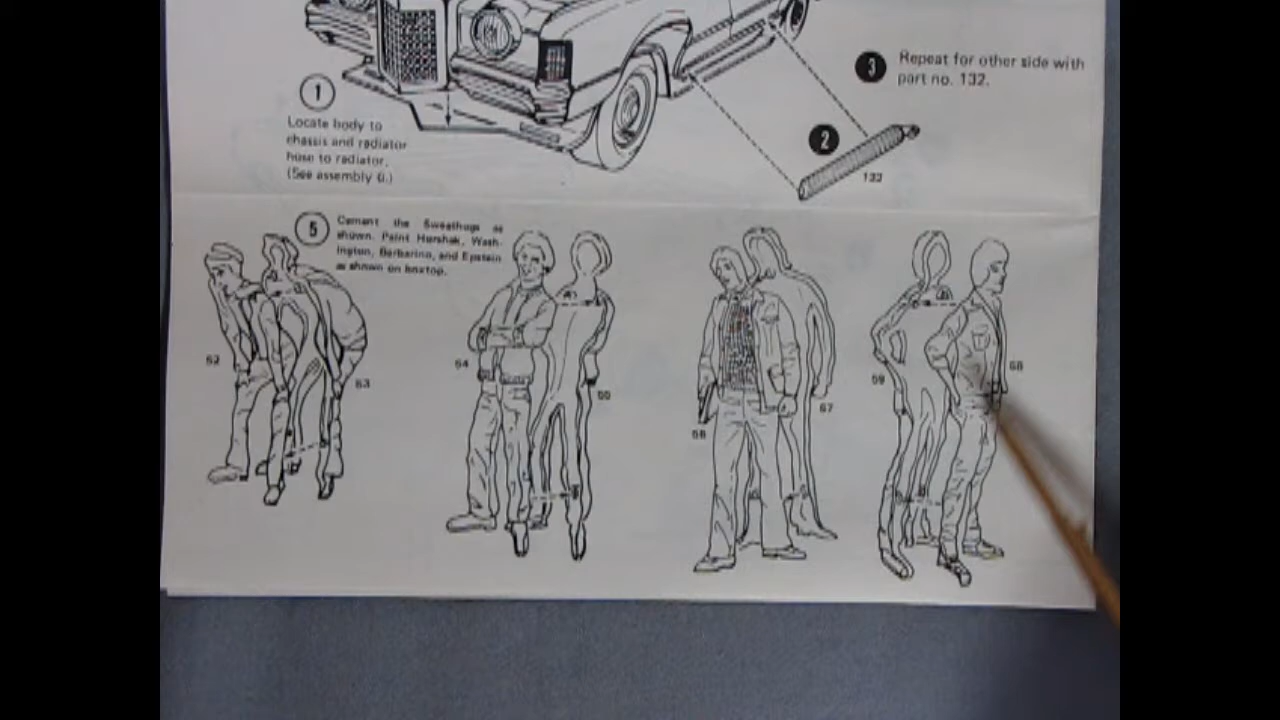 3
Repeat for other side with
part no. 132.
1
Locate body to
chassis and radiator
hose to radiator.
(See assembly 6.)
2
132
5
Cement the Sweathogs as
shown. Paint Horshak, Wash-
ington, Barbarino, and Epstein
as shown on boxtop.
52
53
54
55
56
57
59
58